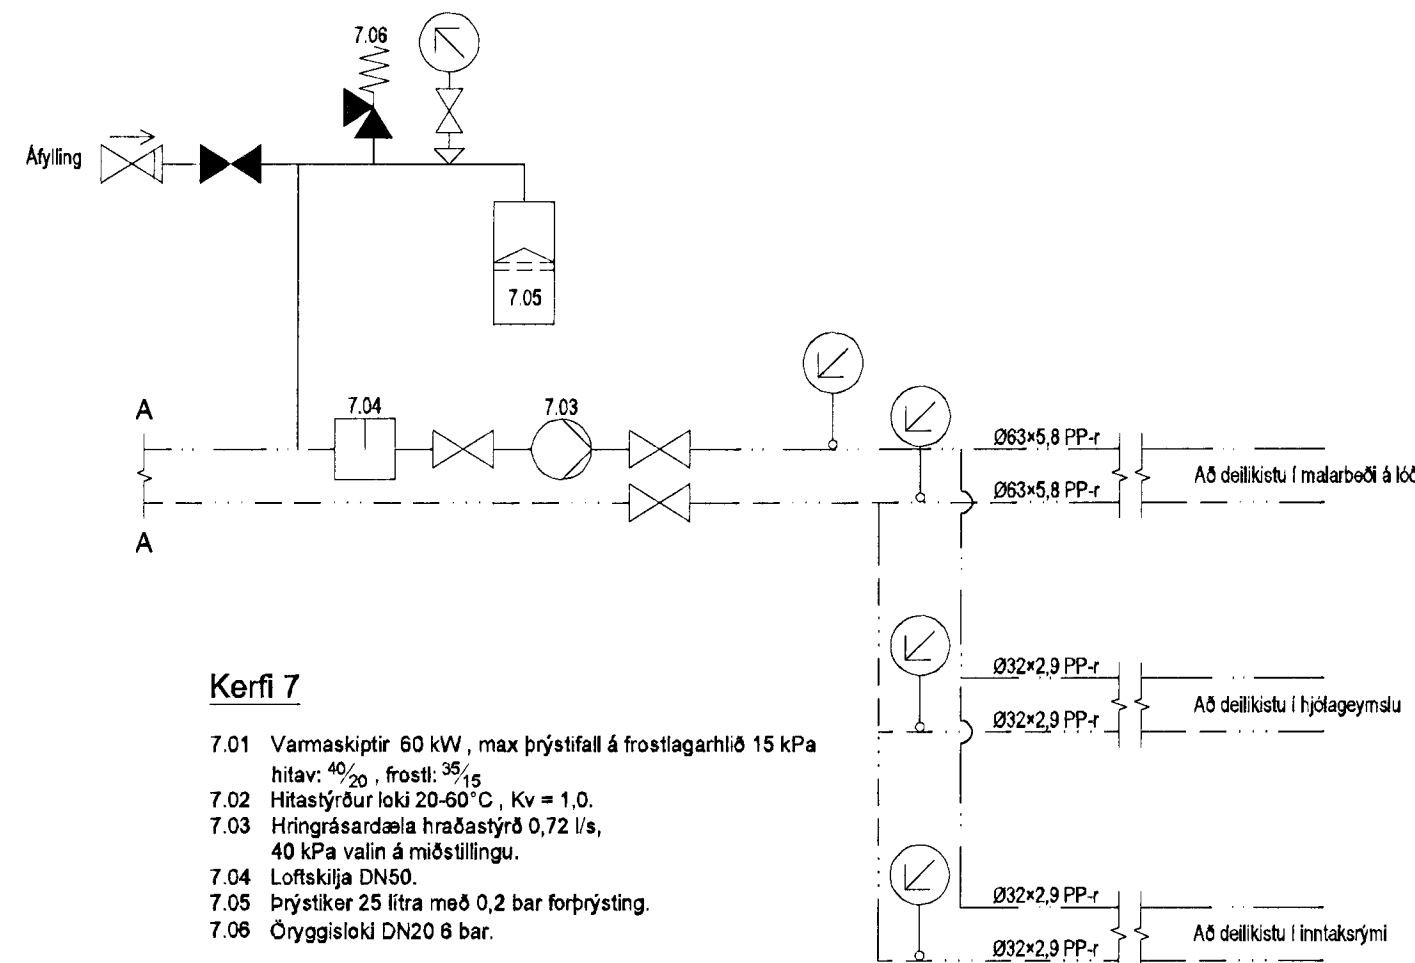 7.06
Áfylling
7.05
A
7.04
7.03
Ø63×5,8 PP-r
Að deilikistu í malarbeði á lóð
Ø63×5,8 PP-r
A
Ø32×2,9 PP-r
Að deilikistu í hjólageymslu
Ø32×2,9 PP-r
Kerfi 7
7.01 Varmaskiptir 60 kW , max þrýstifall á frostlagarhlið 15 kPa
hitav: 40/20 , frostl: 35/15
7.02 Hitastýrður loki 20-60°C , Kv = 1,0.
7.03 Hringrásardæla hraðastýrð 0,72 l/s,
40 kPa valin á miðstillingu.
7.04 Loftskilja DN50.
7.05 Þrýstiker 25 lítra með 0,2 bar forþrýsting.
7.06 Öryggisloki DN20 6 bar.
Ø32×2,9 PP-r
Að deilikistu í inntaksrými
Ø32×2,9 PP-r